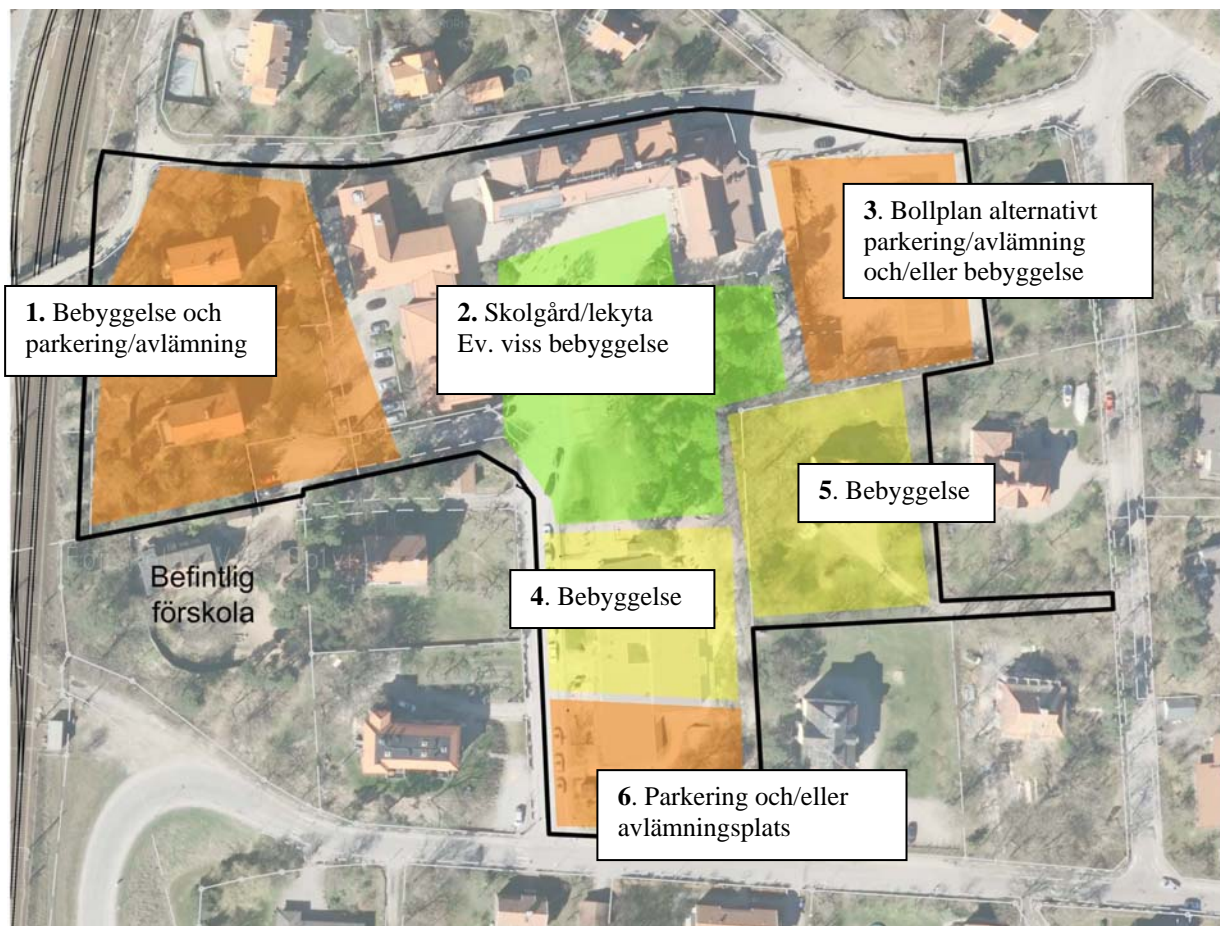 3. Bollplan alternativt
parkering/avlämning
och/eller bebyggelse
1. Bebyggelse och
parkering/avlämning
2. Skolgård/lekyta
Ev. viss bebyggelse
5. Bebyggelse
Befintlig
förskola
4. Bebyggelse
6. Parkering och/eller
avlämningsplats